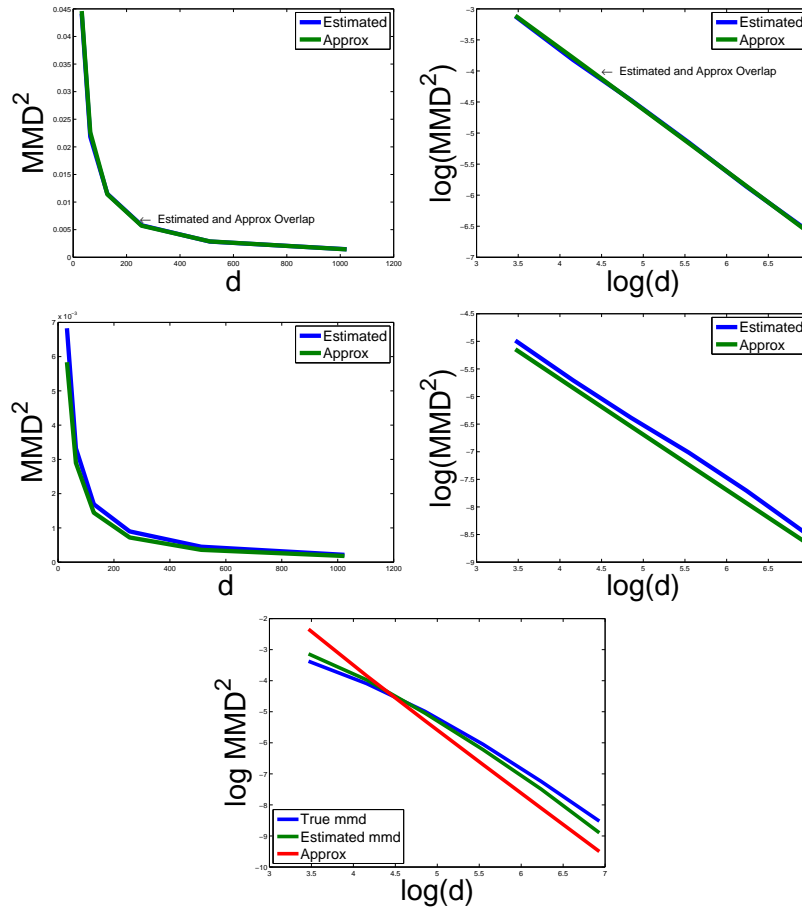 0.045
0.04
0.035
0.03
0.025
0.02
0.015
0.01
0.005
0
MMD²
Estimated
Approx
← Estimated and Approx Overlap
0 200 400 600 800 1000 1200
d
−3
−3.5
−4
−4.5
−5
−5.5
−6
−6.5
−7
log(MMD²)
Estimated
Approx
← Estimated and Approx Overlap
3 3.5 4 4.5 5 5.5 6 6.5 7
log(d)
x 10⁻³
7
6
5
4
3
2
1
0
MMD²
Estimated
Approx
0 200 400 600 800 1000 1200
d
−4.5
−5
−5.5
−6
−6.5
−7
−7.5
−8
−8.5
−9
log(MMD²)
Estimated
Approx
3 3.5 4 4.5 5 5.5 6 6.5 7
log(d)
−2
−3
−4
−5
−6
−7
−8
−9
−10
log MMD²
True mmd
Estimated mmd
Approx
3 3.5 4 4.5 5 5.5 6 6.5 7
log(d)